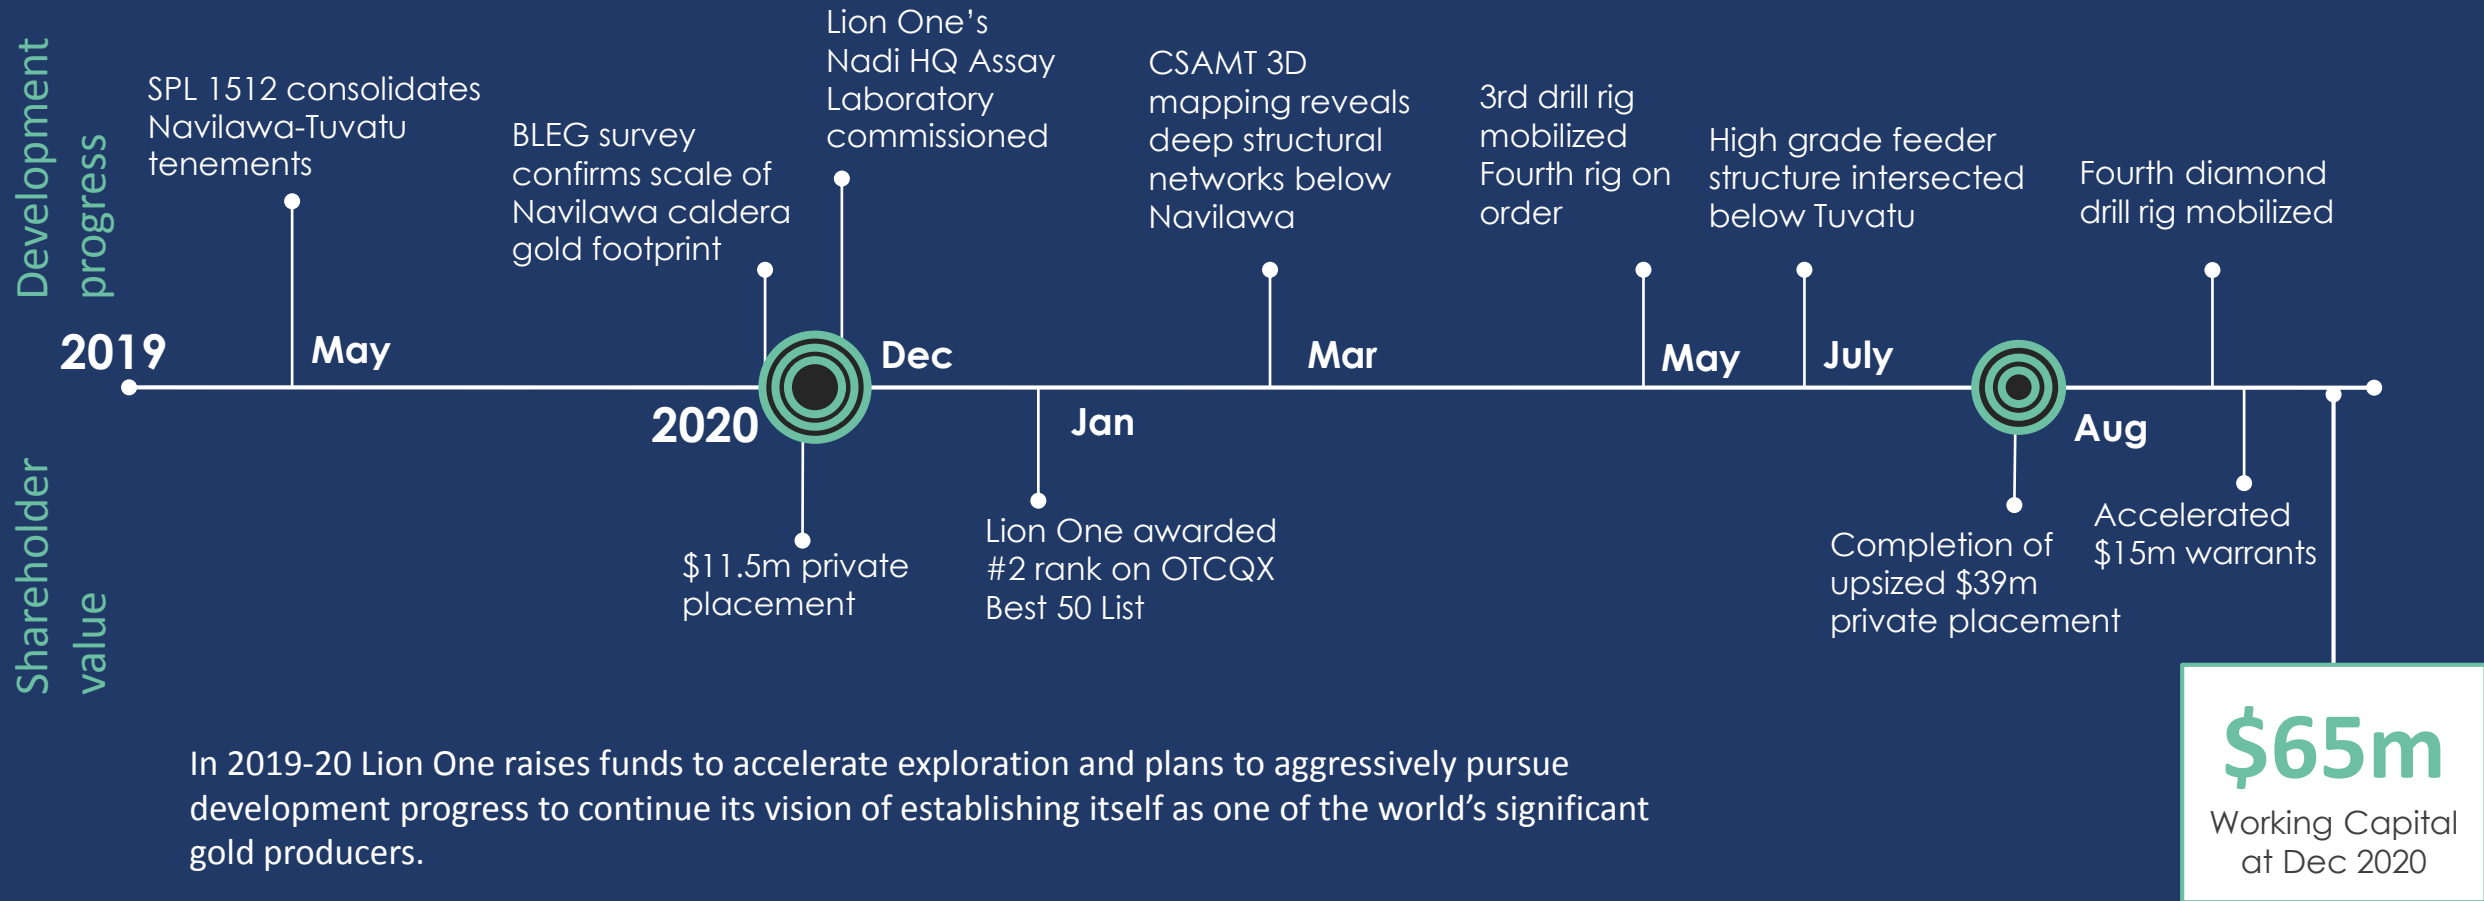 Development
progress
SPL 1512 consolidates
Navilawa-Tuvatu
tenements
BLEG survey
confirms scale of
Navilawa caldera
gold footprint
Lion One’s
Nadi HQ Assay
Laboratory
commissioned
CSAMT 3D
mapping reveals
deep structural
networks below
Navilawa
3rd drill rig
mobilized
Fourth rig on
order
High grade feeder
structure intersected
below Tuvatu
Fourth diamond
drill rig mobilized
2019
May
Dec
Mar
May
July
2020
Jan
Aug
Shareholder
value
$11.5m private
placement
Lion One awarded
#2 rank on OTCQX
Best 50 List
Completion of
upsized $39m
private placement
Accelerated
$15m warrants
$65m
Working Capital
at Dec 2020
In 2019-20 Lion One raises funds to accelerate exploration and plans to aggressively pursue
development progress to continue its vision of establishing itself as one of the world’s significant
gold producers.